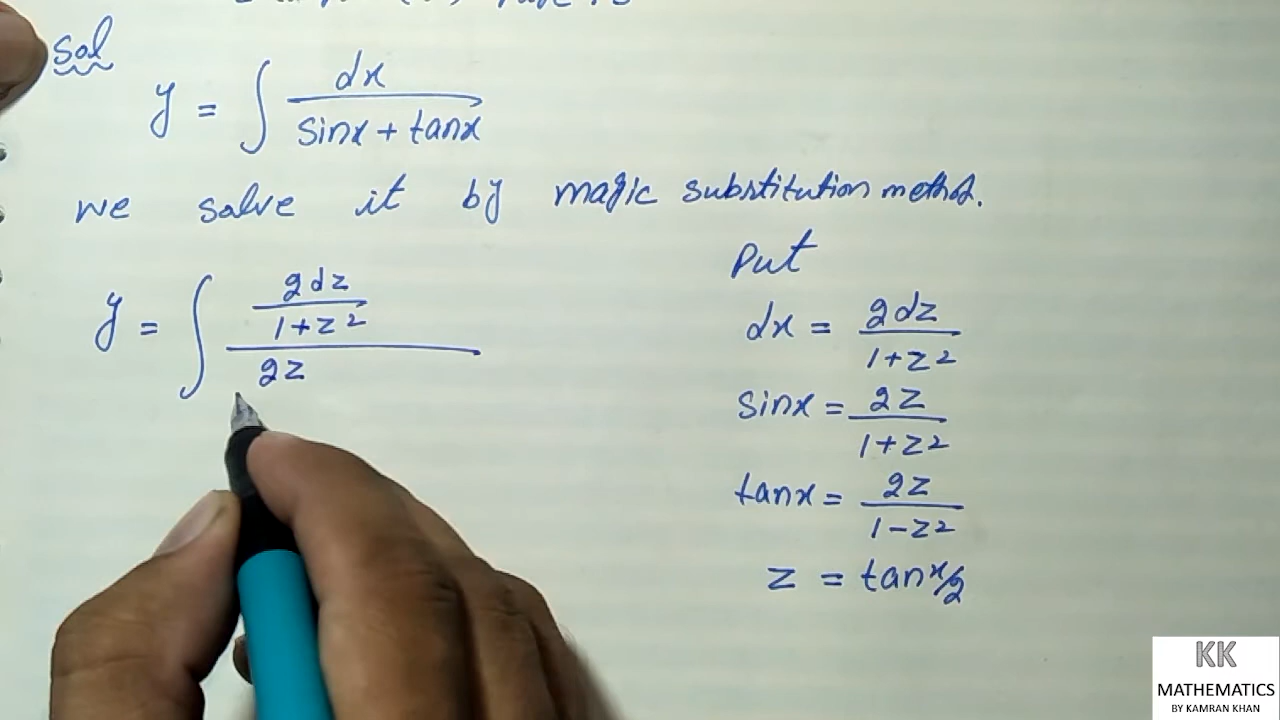 Sol
y = ∫ dx / (sinx + tanx)
we solve it by magic substitution method.
Put
y = ∫ (2dz / (1+z²)) / 2z
dx = 2dz / (1+z²)
sinx = 2z / (1+z²)
tanx = 2z / (1-z²)
z = tan x/2
KK
MATHEMATICS
BY KAMRAN KHAN